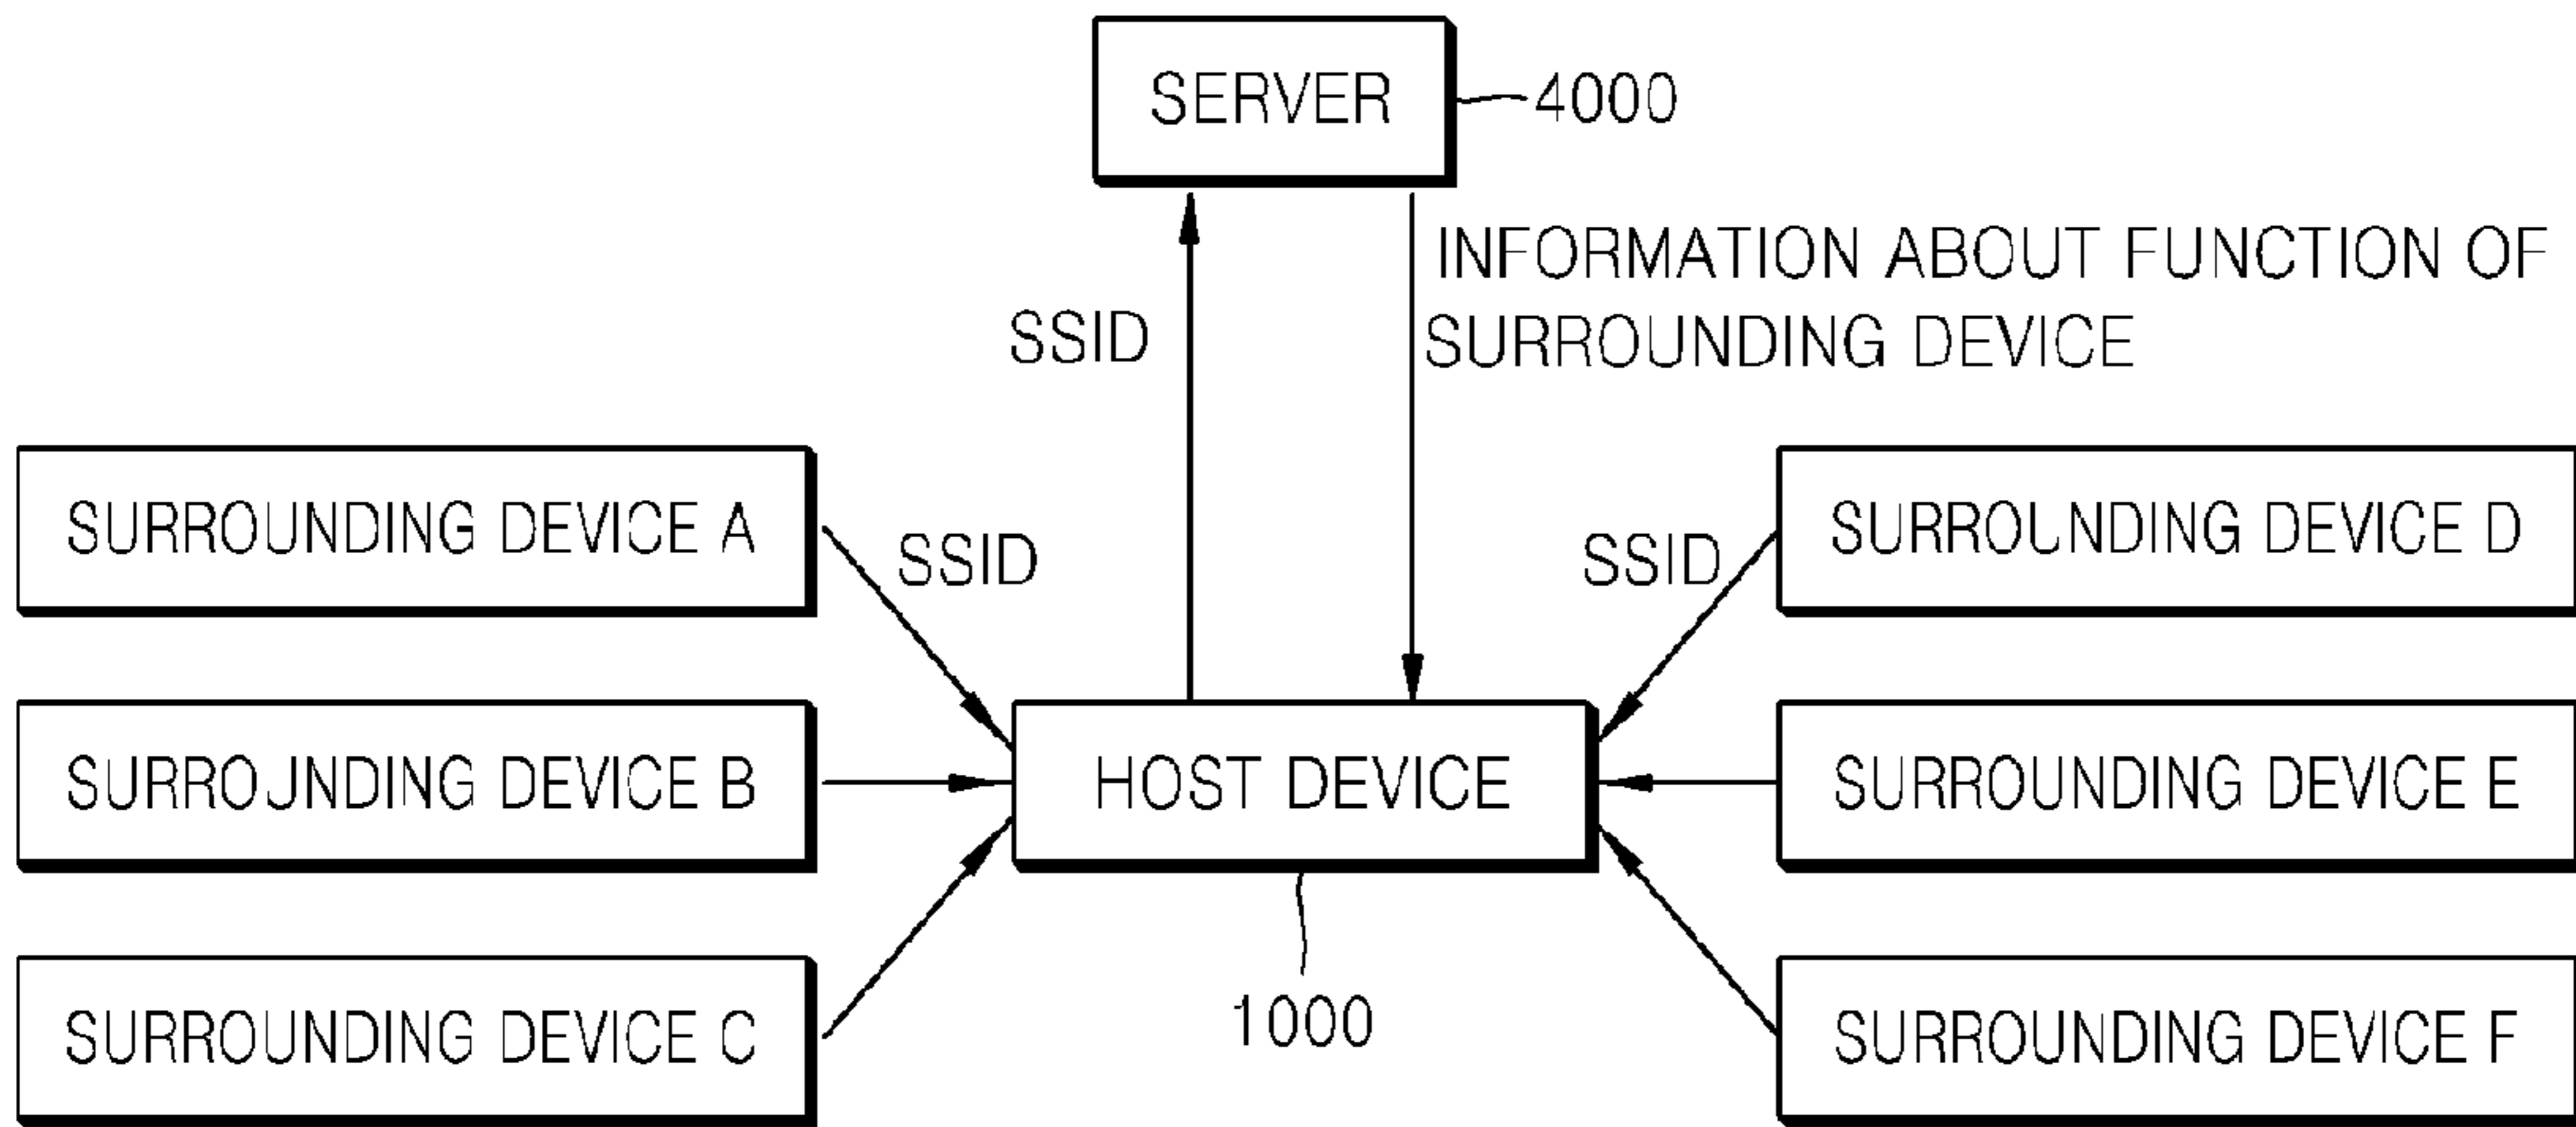 SERVER
4000
INFORMATION ABOUT FUNCTION OF
SSID
SURROUNDING DEVICE
SURROUNDING DEVICE A
SSID
SSID
SURROUNDING DEVICE D
SURROUNDING DEVICE B
HOST DEVICE
SURROUNDING DEVICE E
SURROUNDING DEVICE C
1000
SURROUNDING DEVICE F